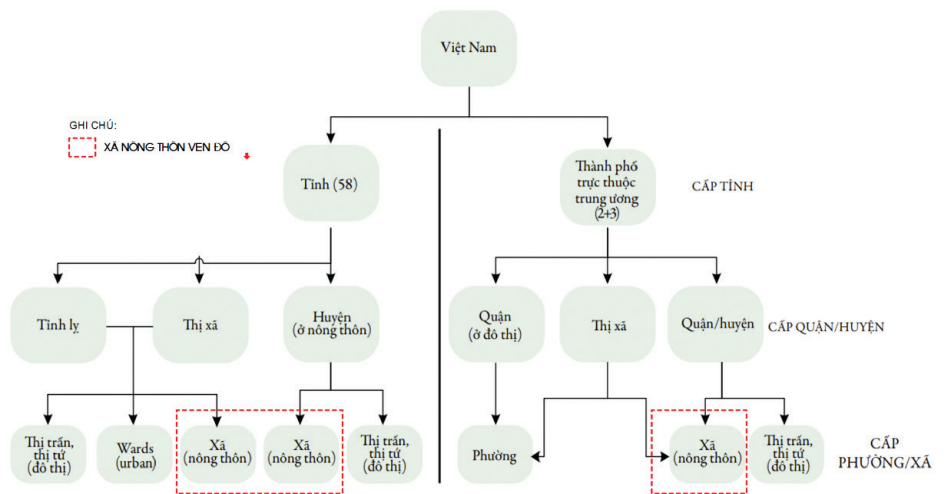 Việt Nam
GHI CHÚ:
XÃ NÔNG THÔN VEN ĐÔ
Tỉnh (58)
Thành phố
trực thuộc
trung ương
(2+3)
CẤP TỈNH
Tỉnh lỵ
Thị xã
Huyện
(ở nông thôn)
Quận
(ở đô thị)
Thị xã
Quận/huyện
CẤP QUẬN/HUYỆN
Thị trấn,
thị tứ
(đô thị)
Wards
(urban)
Xã
(nông thôn)
Xã
(nông thôn)
Thị trấn,
thị tứ
(đô thị)
Phường
Xã
(nông thôn)
Thị trấn,
thị tứ
(đô thị)
CẤP
PHƯỜNG/XÃ